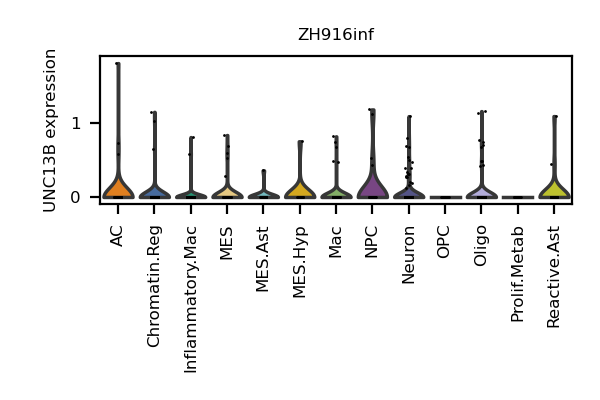 ZH916inf
UNC13B expression
1
0
AC
Chromatin.Reg
Inflammatory.Mac
MES
MES.Ast
MES.Hyp
Mac
NPC
Neuron
OPC
Oligo
Prolif.Metab
Reactive.Ast